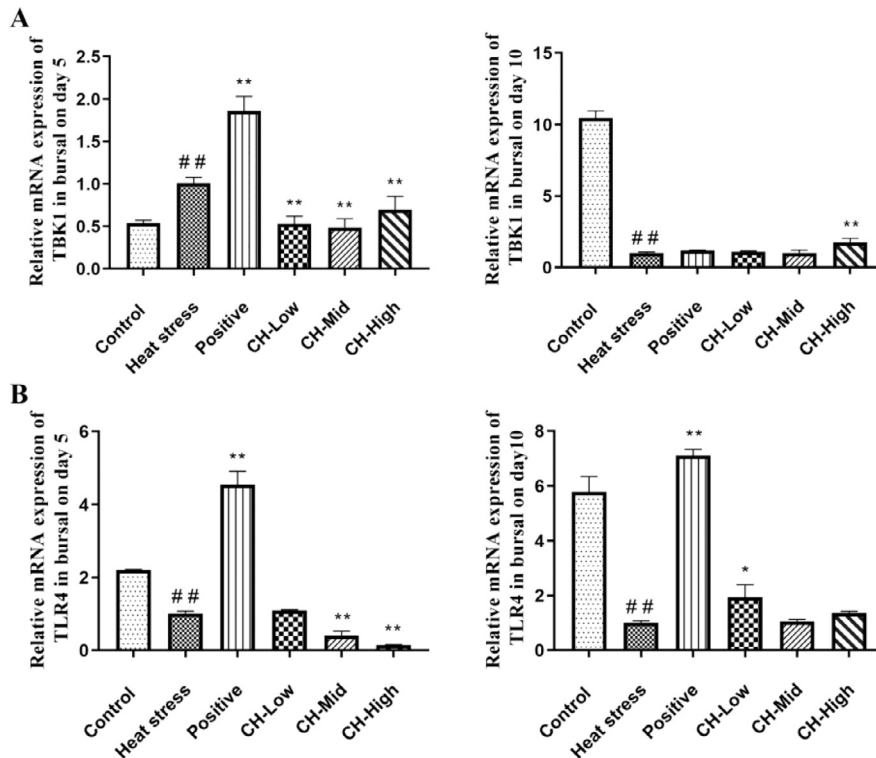 A
Relative mRNA expression of
TBK1 in bursal on day 5
2.5
2.0
1.5
1.0
0.5
0.0
##
**
**
**
**
Control
Heat stress
Positive
CH-Low
CH-Mid
CH-High
Relative mRNA expression of
TBK1 in bursal on day 10
15
10
5
0
##
**
Control
Heat stress
Positive
CH-Low
CH-Mid
CH-High
B
Relative mRNA expression of
TLR4 in bursal on day 5
6
4
2
0
##
**
**
**
Control
Heat stress
Positive
CH-Low
CH-Mid
CH-High
Relative mRNA expression of
TLR4 in bursal on day10
8
6
4
2
0
##
**
*
Control
Heat stress
Positive
CH-Low
CH-Mid
CH-High